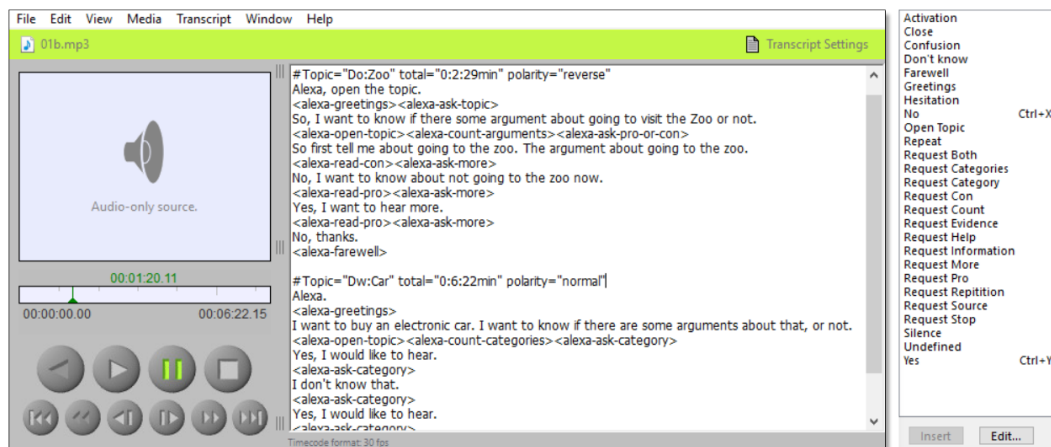 File Edit View Media Transcript Window Help
01b.mp3
Transcript Settings
Audio-only source.
00:01:20.11
00:00:00.00 00:06:22.15
#Topic="Do:Zoo" total="0:2:29min" polarity="reverse"
Alexa, open the topic.
<alexa-greetings><alexa-ask-topic>
So, I want to know if there some argument about going to visit the Zoo or not.
<alexa-open-topic><alexa-count-arguments><alexa-ask-pro-or-con>
So first tell me about going to the zoo. The argument about going to the zoo.
<alexa-read-con><alexa-ask-more>
No, I want to know about not going to the zoo now.
<alexa-read-pro><alexa-ask-more>
Yes, I want to hear more.
<alexa-read-pro><alexa-ask-more>
No, thanks.
<alexa-farewell>
#Topic="Dw:Car" total="0:6:22min" polarity="normal"
Alexa.
<alexa-greetings>
I want to buy an electronic car. I want to know if there are some arguments about that, or not.
<alexa-open-topic><alexa-count-categories><alexa-ask-category>
Yes, I would like to hear.
<alexa-ask-category>
I don't know that.
<alexa-ask-category>
Yes, I would like to hear.
<alexa-ask-category>
Timecode format: 30 fps
Activation
Close
Confusion
Don't know
Farewell
Greetings
Hesitation
No Ctrl+X
Open Topic
Repeat
Request Both
Request Categories
Request Category
Request Con
Request Count
Request Evidence
Request Help
Request Information
Request More
Request Pro
Request Repitition
Request Source
Request Stop
Silence
Undefined
Yes Ctrl+Y
Insert Edit...